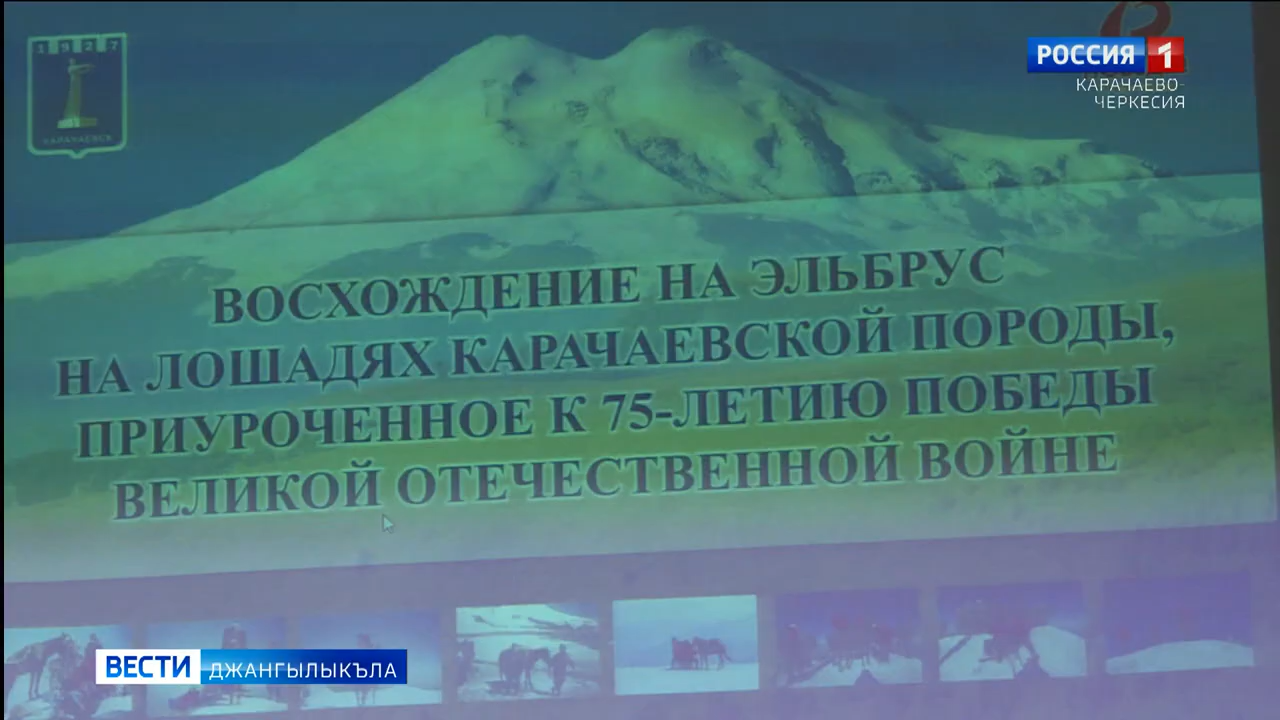 1927
КАРАЧАЕВСК
РОССИЯ 1
КАРАЧАЕВО-
ЧЕРКЕСИЯ
ВОСХОЖДЕНИЕ НА ЭЛЬБРУС
НА ЛОШАДЯХ КАРАЧАЕВСКОЙ ПОРОДЫ,
ПРИУРОЧЕННОЕ К 75-ЛЕТИЮ ПОБЕДЫ
ВЕЛИКОЙ ОТЕЧЕСТВЕННОЙ ВОЙНЕ
ВЕСТИ ДЖАНГЫЛЫКЪЛА